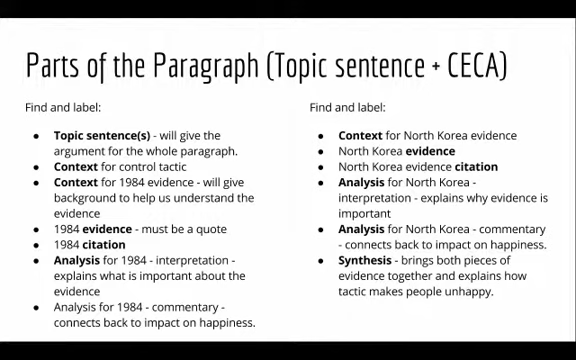 Parts of the Paragraph (Topic sentence + CECA)
Find and label:
● Topic sentence(s) - will give the
argument for the whole paragraph.
● Context for control tactic
● Context for 1984 evidence - will give
background to help us understand the
evidence
● 1984 evidence - must be a quote
● 1984 citation
● Analysis for 1984 - interpretation -
explains what is important about the
evidence
● Analysis for 1984 - commentary -
connects back to impact on happiness.
Find and label:
● Context for North Korea evidence
● North Korea evidence
● North Korea evidence citation
● Analysis for North Korea -
interpretation - explains why evidence is
important
● Analysis for North Korea - commentary
- connects back to impact on happiness.
● Synthesis - brings both pieces of
evidence together and explains how
tactic makes people unhappy.